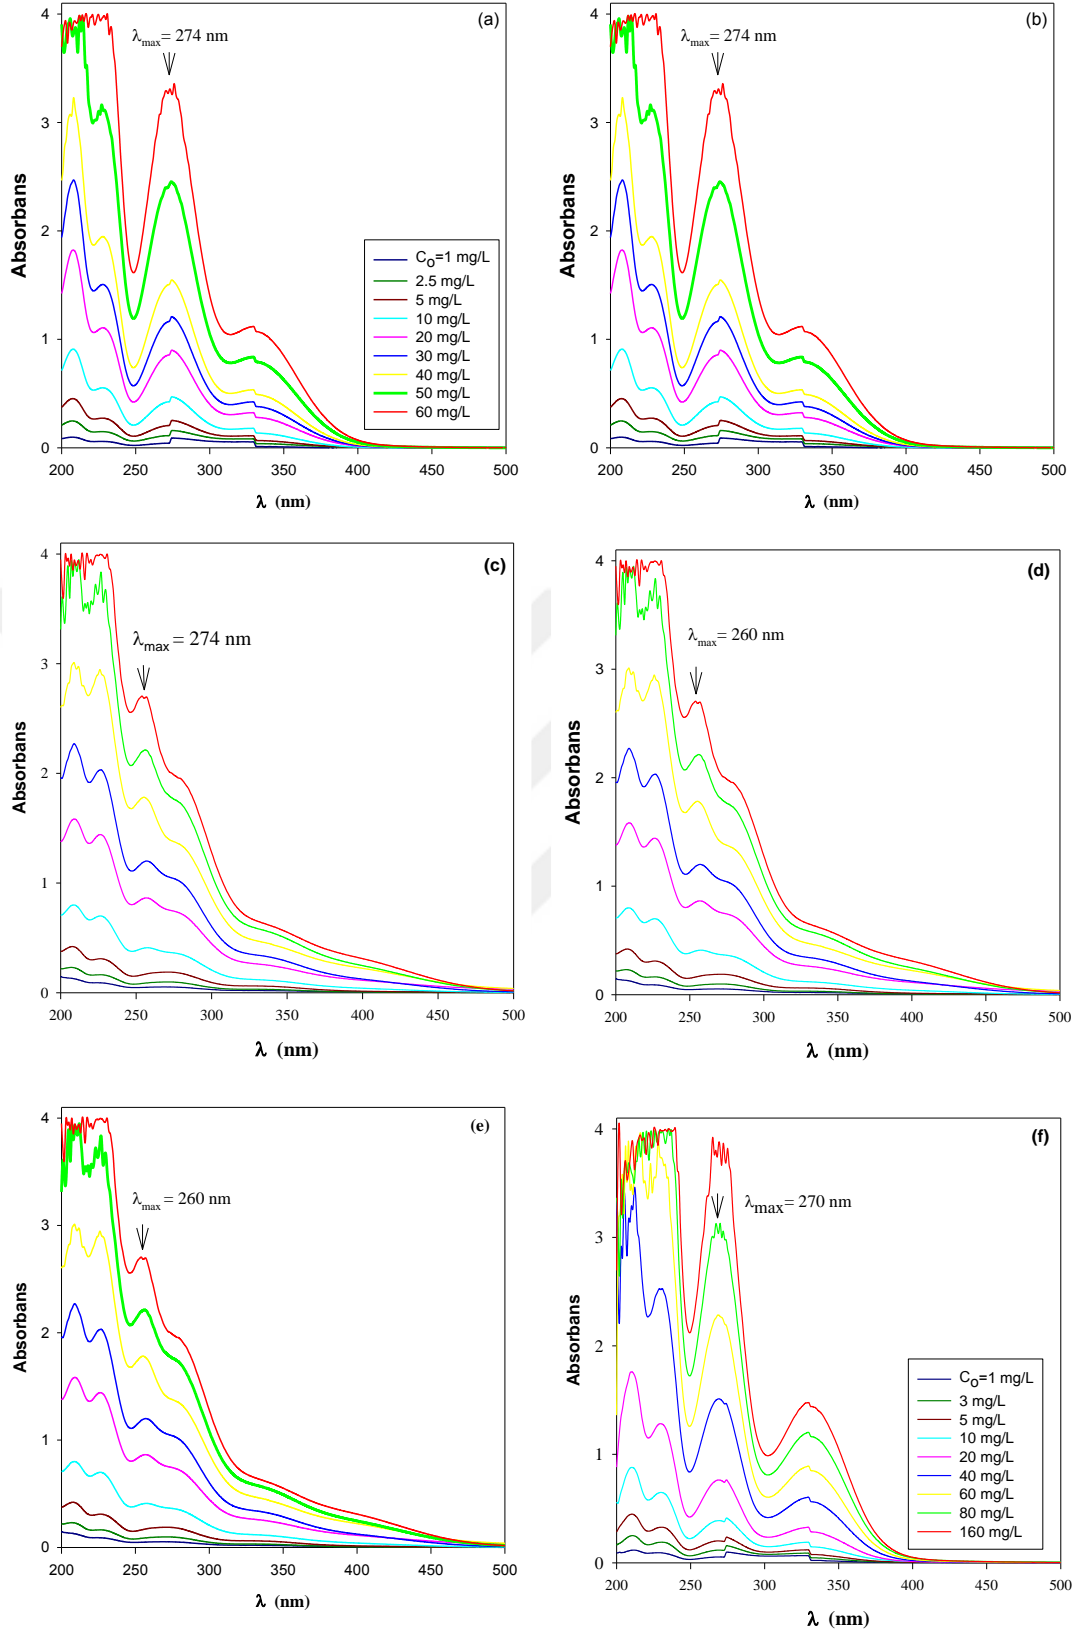 (a)
λmax= 274 nm
4
3
2
1
0
Absorbans
C0=1 mg/L
2.5 mg/L
5 mg/L
10 mg/L
20 mg/L
30 mg/L
40 mg/L
50 mg/L
60 mg/L
200 250 300 350 400 450 500
λ (nm)
(b)
λmax= 274 nm
4
3
2
1
0
Absorbans
200 250 300 350 400 450 500
λ (nm)
(c)
λmax= 274 nm
4
3
2
1
0
Absorbans
200 250 300 350 400 450 500
λ (nm)
(d)
λmax= 260 nm
4
3
2
1
0
Absorbans
200 250 300 350 400 450 500
λ (nm)
(e)
λmax= 260 nm
4
3
2
1
0
Absorbans
200 250 300 350 400 450 500
λ (nm)
(f)
λmax= 270 nm
4
3
2
1
0
Absorbans
C0=1 mg/L
3 mg/L
5 mg/L
10 mg/L
20 mg/L
40 mg/L
60 mg/L
80 mg/L
160 mg/L
200 250 300 350 400 450 500
λ (nm)